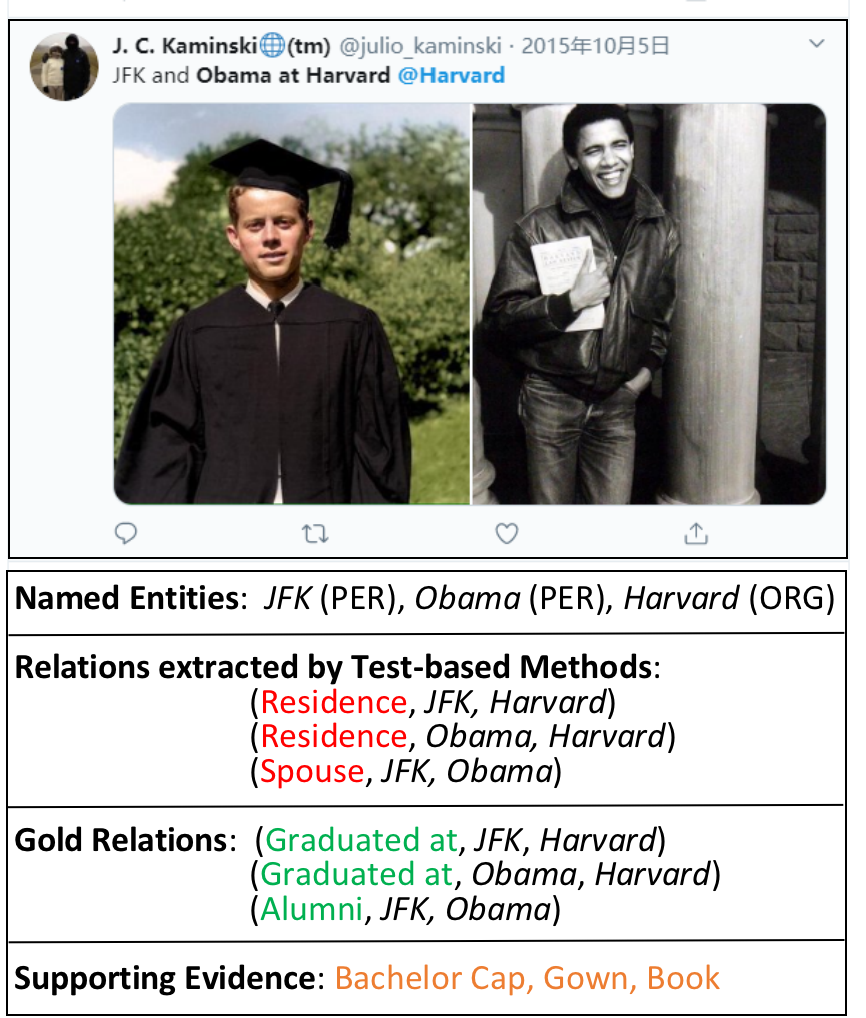 J. C. Kaminski🌐(tm) @julio_kaminski · 2015年10月5日
JFK and Obama at Harvard @Harvard
Named Entities: JFK (PER), Obama (PER), Harvard (ORG)
Relations extracted by Test-based Methods:
(Residence, JFK, Harvard)
(Residence, Obama, Harvard)
(Spouse, JFK, Obama)
Gold Relations: (Graduated at, JFK, Harvard)
(Graduated at, Obama, Harvard)
(Alumni, JFK, Obama)
Supporting Evidence: Bachelor Cap, Gown, Book